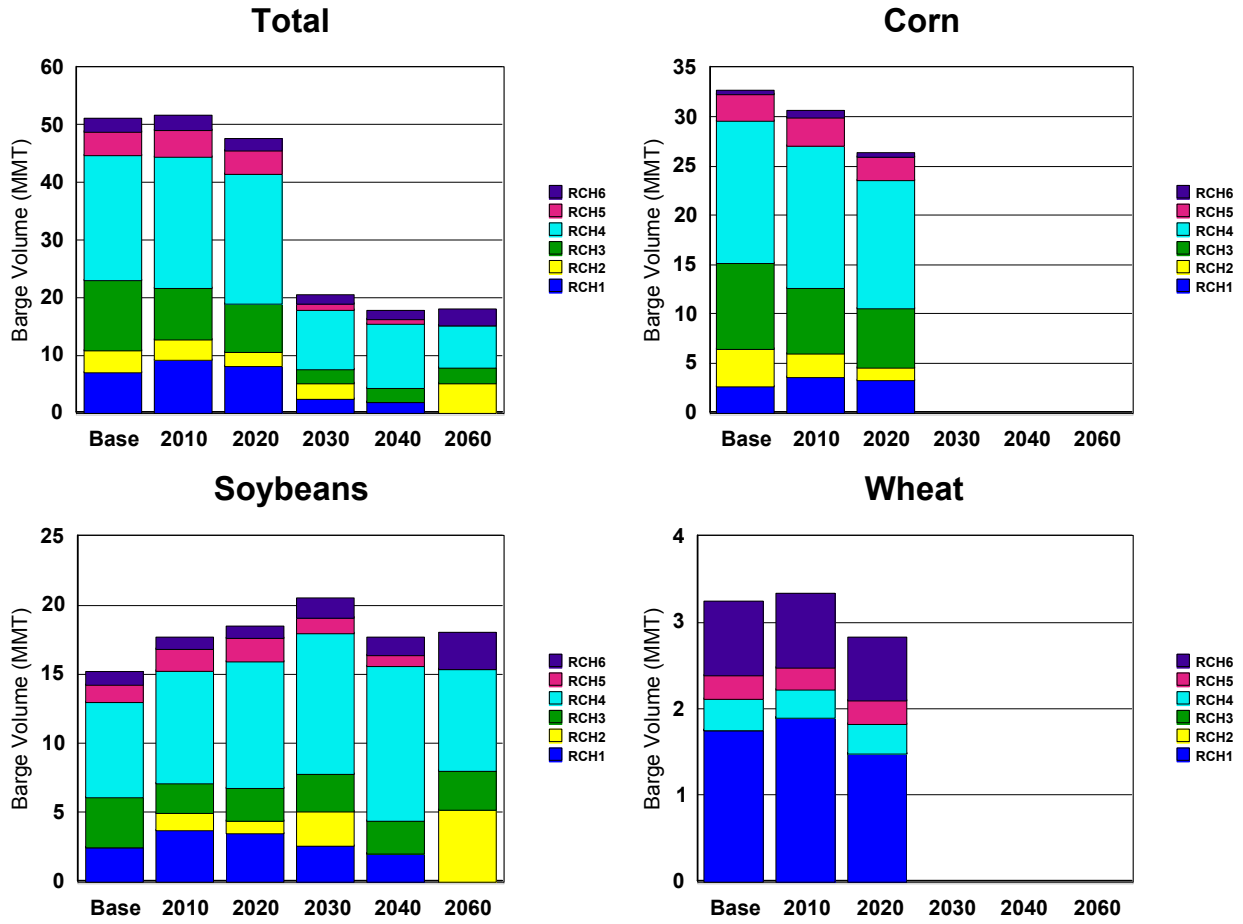 Total
Barge Volume (MMT)
60
50
40
30
20
10
0
Base 2010 2020 2030 2040 2060
RCH6
RCH5
RCH4
RCH3
RCH2
RCH1
Corn
Barge Volume (MMT)
35
30
25
20
15
10
5
0
Base 2010 2020 2030 2040 2060
RCH6
RCH5
RCH4
RCH3
RCH2
RCH1
Soybeans
Barge Volume (MMT)
25
20
15
10
5
0
Base 2010 2020 2030 2040 2060
RCH6
RCH5
RCH4
RCH3
RCH2
RCH1
Wheat
Barge Volume (MMT)
4
3
2
1
0
Base 2010 2020 2030 2040 2060
RCH6
RCH5
RCH4
RCH3
RCH2
RCH1